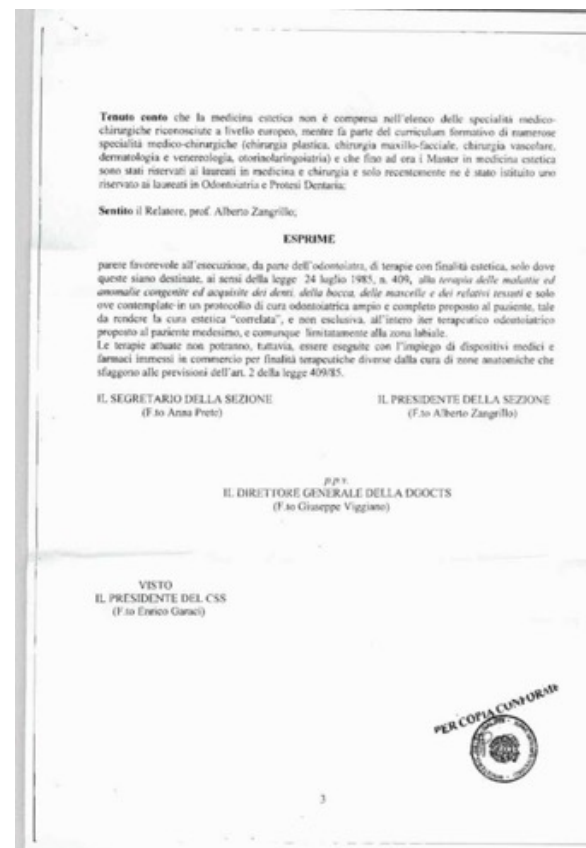 Tenuto conto che la medicina estetica non è compresa nell'elenco delle specialità medico-
chirurgiche riconosciute a livello europeo, mentre fa parte del curriculum formativo di numerose
specialità medico-chirurgiche (chirurgia plastica, chirurgia maxillo-facciale, chirurgia vascolare,
dermatologia e venereologia, otorinolaringoiatria) e che fino ad ora i Master in medicina estetica
sono stati riservati ai laureati in medicina e chirurgia e solo recentemente ne è stato istituito uno
riservato ai laureati in Odontoiatria e Protesi Dentaria;
Sentito il Relatore, prof. Alberto Zangrillo;
ESPRIME
parere favorevole all'esecuzione, da parte dell'odontoiatra, di terapie con finalità estetica, solo dove
queste siano destinate, ai sensi della legge 24 luglio 1985, n. 409, alla terapia delle malattie ed
anomalie congenite ed acquisite dei denti, della bocca, delle mascelle e dei relativi tessuti e solo
ove contemplate in un protocollo di cura odontoiatrica ampio e completo proposto al paziente, tale
da rendere la cura estetica "correlata", e non esclusiva, all'intero iter terapeutico odontoiatrico
proposto al paziente medesimo, e comunque limitatamente alla zona labiale.
Le terapie attuate non potranno, tuttavia, essere eseguite con l'impiego di dispositivi medici e
farmaci immessi in commercio per finalità terapeutiche diverse dalla cura di zone anatomiche che
sfuggono alle previsioni dell'art. 2 della legge 409/85.
IL SEGRETARIO DELLA SEZIONE
(F.to Anna Prete)
IL PRESIDENTE DELLA SEZIONE
(F.to Alberto Zangrillo)
p.p.v.
IL DIRETTORE GENERALE DELLA DGOCTS
(F.to Giuseppe Viggiano)
VISTO
IL PRESIDENTE DEL CSS
(F.to Enrico Garaci)
PER COPIA CONFORME
3